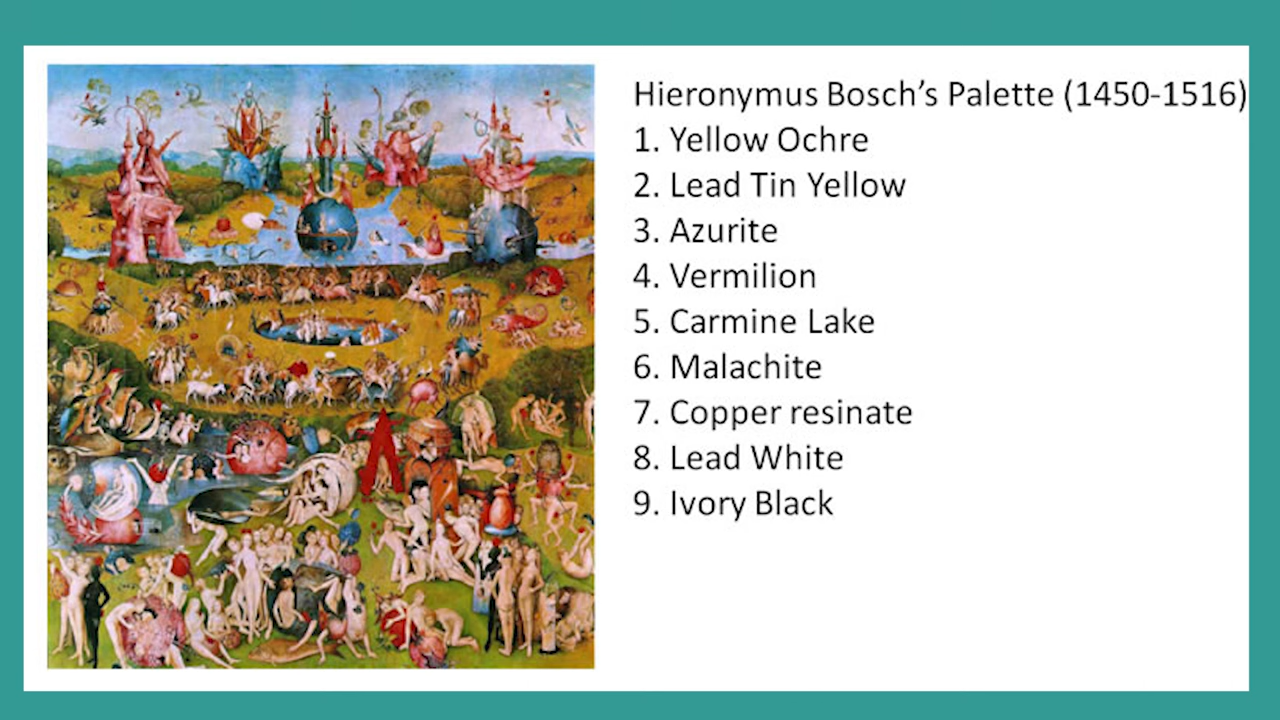 Hieronymus Bosch’s Palette (1450-1516)
1. Yellow Ochre
2. Lead Tin Yellow
3. Azurite
4. Vermilion
5. Carmine Lake
6. Malachite
7. Copper resinate
8. Lead White
9. Ivory Black